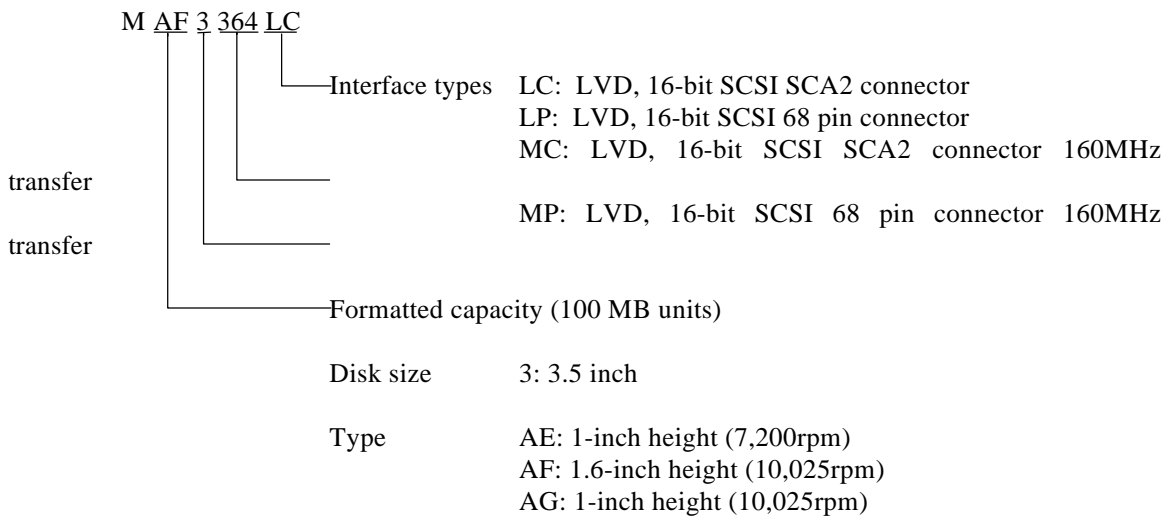 M AF 3 364 LC
Interface types LC: LVD, 16-bit SCSI SCA2 connector
LP: LVD, 16-bit SCSI 68 pin connector
MC: LVD, 16-bit SCSI SCA2 connector 160MHz
transfer
MP: LVD, 16-bit SCSI 68 pin connector 160MHz
transfer
Formatted capacity (100 MB units)
Disk size 3: 3.5 inch
Type AE: 1-inch height (7,200rpm)
AF: 1.6-inch height (10,025rpm)
AG: 1-inch height (10,025rpm)